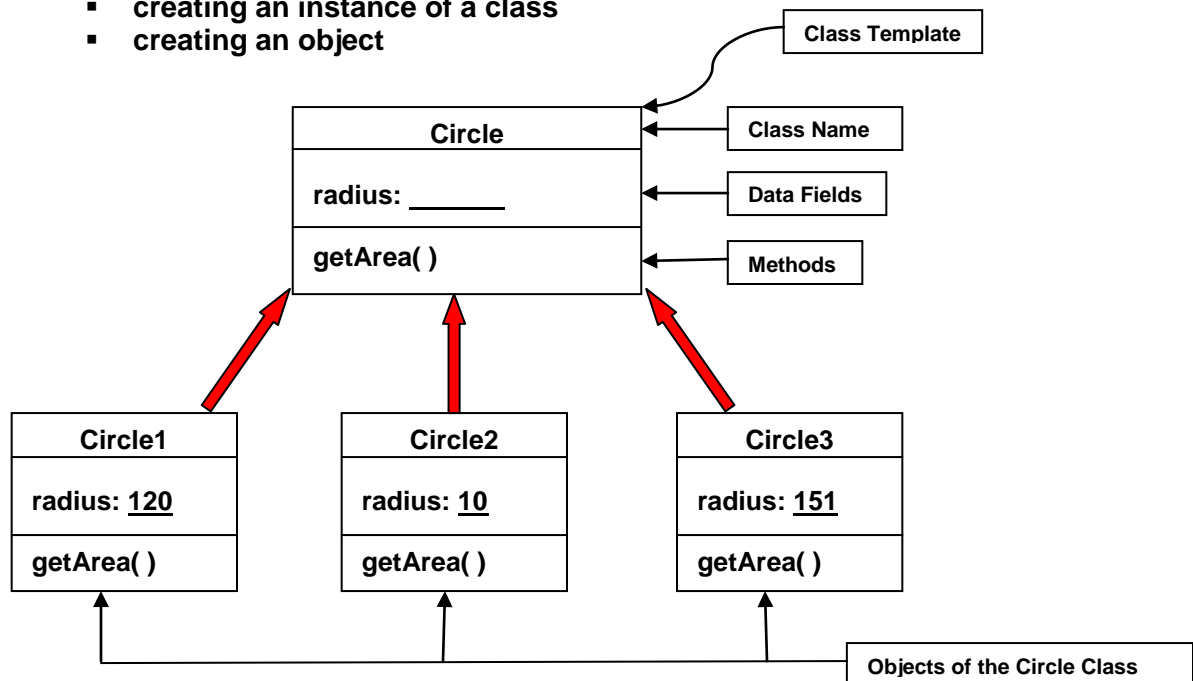 ▪ creating an instance of a class
▪ creating an object
Class Template
Circle
Class Name
radius: ______
Data Fields
getArea( )
Methods
Circle1
Circle2
Circle3
radius: 120
radius: 10
radius: 151
getArea( )
getArea( )
getArea( )
Objects of the Circle Class